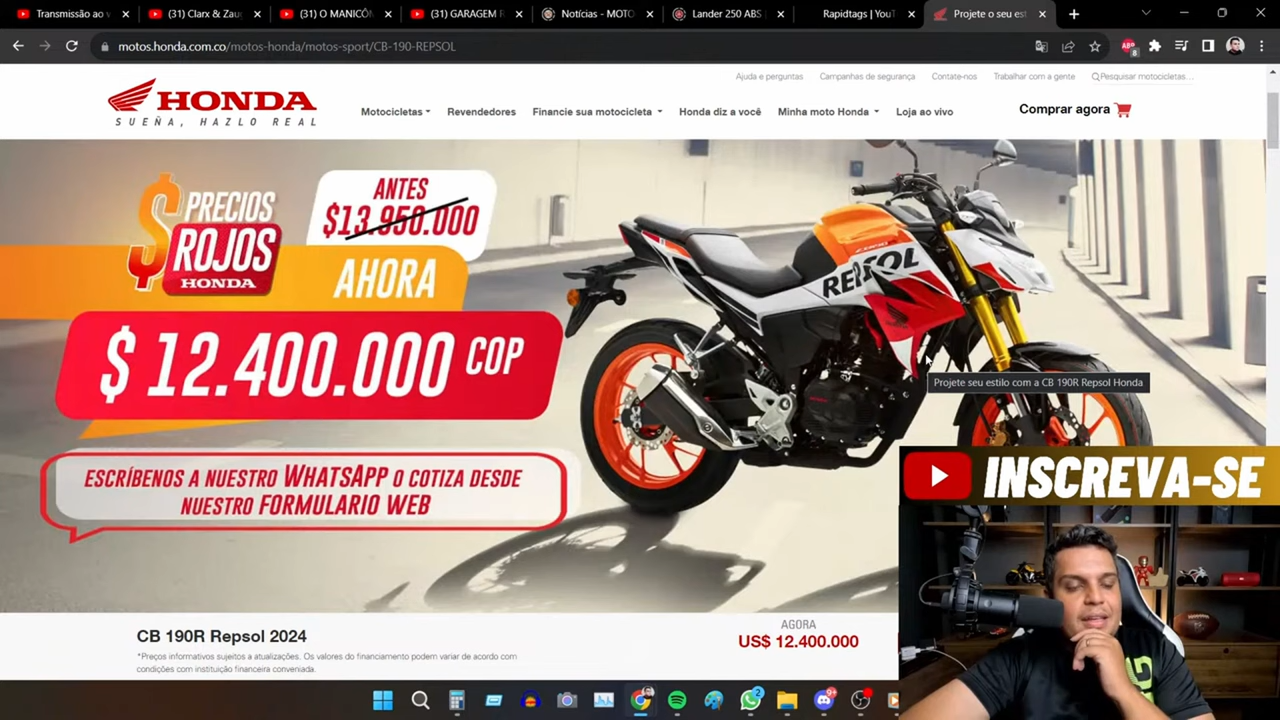 (31) Clarx & Zau
(31) O MANICÔN
(31) GARAGEM R
Notícias - MOTO
Lander 250 ABS
Rapidtags | YouT
Projete o seu est
motos.honda.com.co/motos-honda/motos-sport/CB-190-REPSOL
ABP
8
Ajuda e perguntas
Campanhas de segurança
Contate-nos
Trabalhar com a gente
Pesquisar motocicletas...
HONDA
SUEÑA, HAZLO REAL
Motocicletas
Revendedores
Financie sua motocicleta
Honda diz a você
Minha moto Honda
Loja ao vivo
Comprar agora
PRECIOS
ROJOS
HONDA
ANTES
$13.950.000
AHORA
$ 12.400.000 COP
REPSOL
Projete seu estilo com a CB 190R Repsol Honda
ESCRÍBENOS A NUESTRO WHATSAPP O COTIZA DESDE
NUESTRO FORMULARIO WEB
INSCREVA-SE
CB 190R Repsol 2024
*Preços informativos sujeitos a atualizações. Os valores do financiamento podem variar de acordo com
condições com instituição financeira conveniada.
AGORA
US$ 12.400.000
2